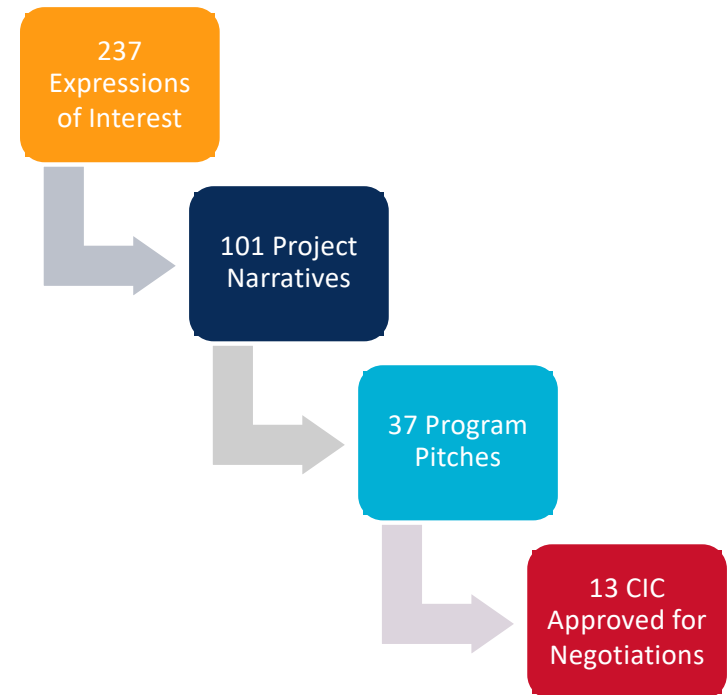 237
Expressions
of Interest
101 Project
Narratives
37 Program
Pitches
13 CIC
Approved for
Negotiations